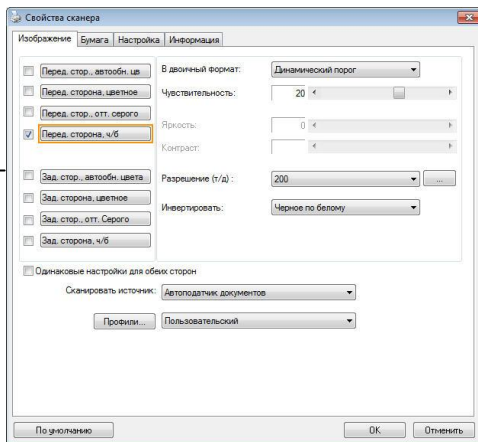 Свойства сканера
Изображение Бумага Настройка Информация
Перед. стор., автообн. цв
Перед. сторона, цветное
Перед. стор., отт. серого
Перед. сторона, ч/б
Зад. стор., автообн. цвета
Зад. сторона, цветное
Зад. стор., отт. Серого
Зад. сторона, ч/б
В двоичный формат: Динамический порог
Чувствительность: 20
Яркость: 0
Контраст:
Разрешение (т/д) : 200 ...
Инвертировать: Черное по белому
Одинаковые настройки для обеих сторон
Сканировать источник: Автоподатчик документов
Профили... Пользовательский
По умолчанию OK Отменить